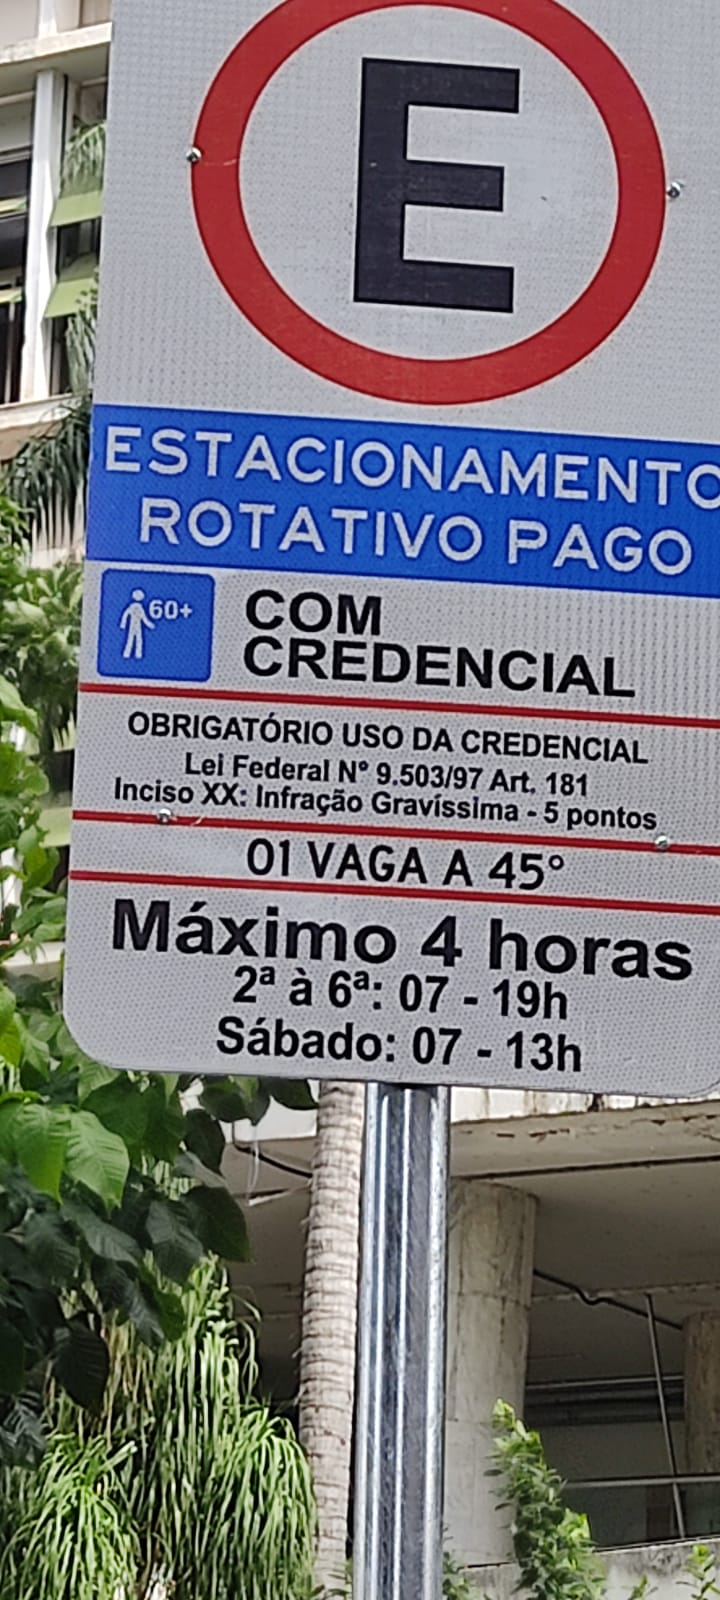 E
ESTACIONAMENTO
ROTATIVO PAGO
60+
COM
CREDENCIAL
OBRIGATÓRIO USO DA CREDENCIAL
Lei Federal Nº 9.503/97 Art. 181
Inciso XX: Infração Gravíssima - 5 pontos
01 VAGA A 45°
Máximo 4 horas
2ª à 6ª: 07 - 19h
Sábado: 07 - 13h